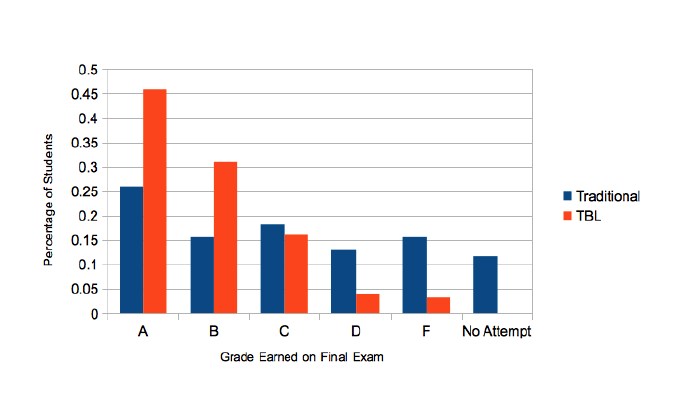 0.5
0.45
0.4
0.35
0.3
0.25
0.2
0.15
0.1
0.05
0
Percentage of Students
A B C D F No Attempt
Grade Earned on Final Exam
Traditional
TBL